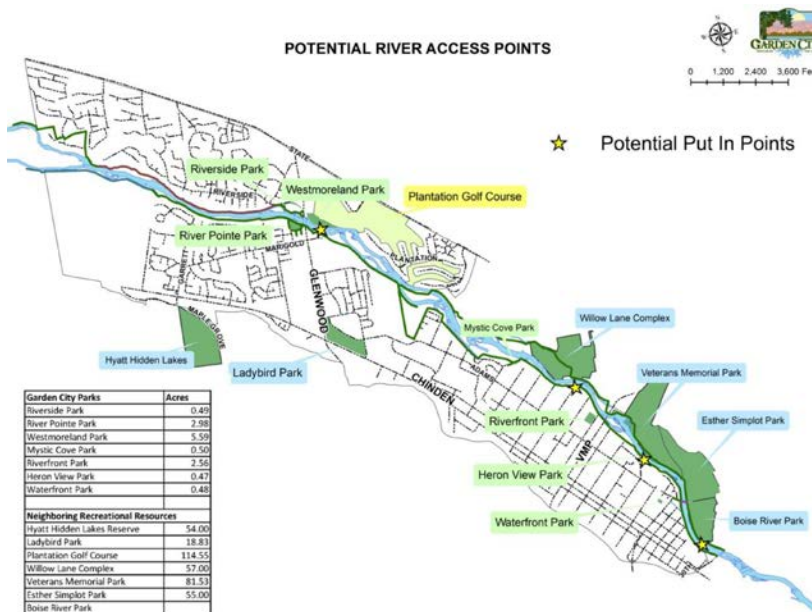 POTENTIAL RIVER ACCESS POINTS
GARDEN CI
0 1,200 2,400 3,600 Fe
Potential Put In Points
STATE
Riverside Park
Westmoreland Park
Plantation Golf Course
RIVERSIDE
River Pointe Park
MARIGOLD
GARRETT
PLANTATION
GLENWOOD
MAPLEGROVE
Hyatt Hidden Lakes
Ladybird Park
CHINDEN
ADAMS
Mystic Cove Park
Willow Lane Complex
Veterans Memorial Park
Riverfront Park
VMP
Esther Simplot Park
Heron View Park
Waterfront Park
Boise River Park
Garden City Parks Acres
Riverside Park 0.49
River Pointe Park 2.98
Westmoreland Park 5.59
Mystic Cove Park 0.50
Riverfront Park 2.56
Heron View Park 0.47
Waterfront Park 0.48
Neighboring Recreational Resources
Hyatt Hidden Lakes Reserve 54.00
Ladybird Park 18.83
Plantation Golf Course 114.55
Willow Lane Complex 57.00
Veterans Memorial Park 81.53
Esther Simplot Park 55.00
Boise River Park